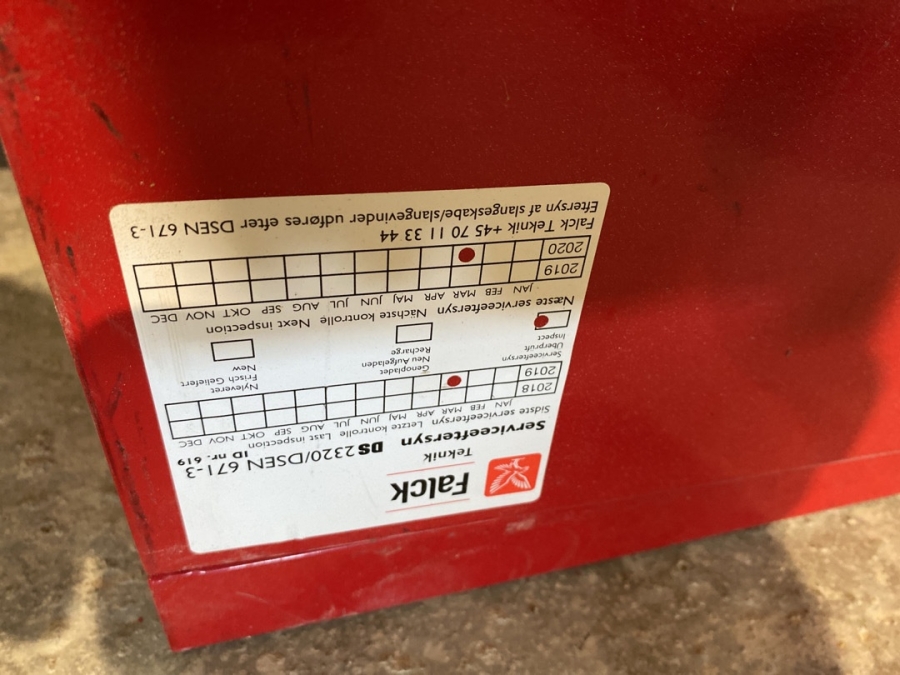 Falck
Teknik
Serviceeftersyn DS 2320/DSEN 671-3
ID nr. 619
Sidste serviceeftersyn Letzte kontrolle Last inspection
JAN FEB MAR APR MAJ JUN JUL AUG SEP OKT NOV DEC
2018
2019
Serviceeftersyn Genopladet Nyleveret
Überprüft Neu Aufgeladen Frisch Geliefert
Inspect Recharge New
Næste serviceeftersyn Nächste kontrolle Next inspection
JAN FEB MAR APR MAJ JUN JUL AUG SEP OKT NOV DEC
2019
2020
Falck Teknik +45 70 11 33 44
Eftersyn af slangeskabe/slangevinder udføres efter DSEN 671-3